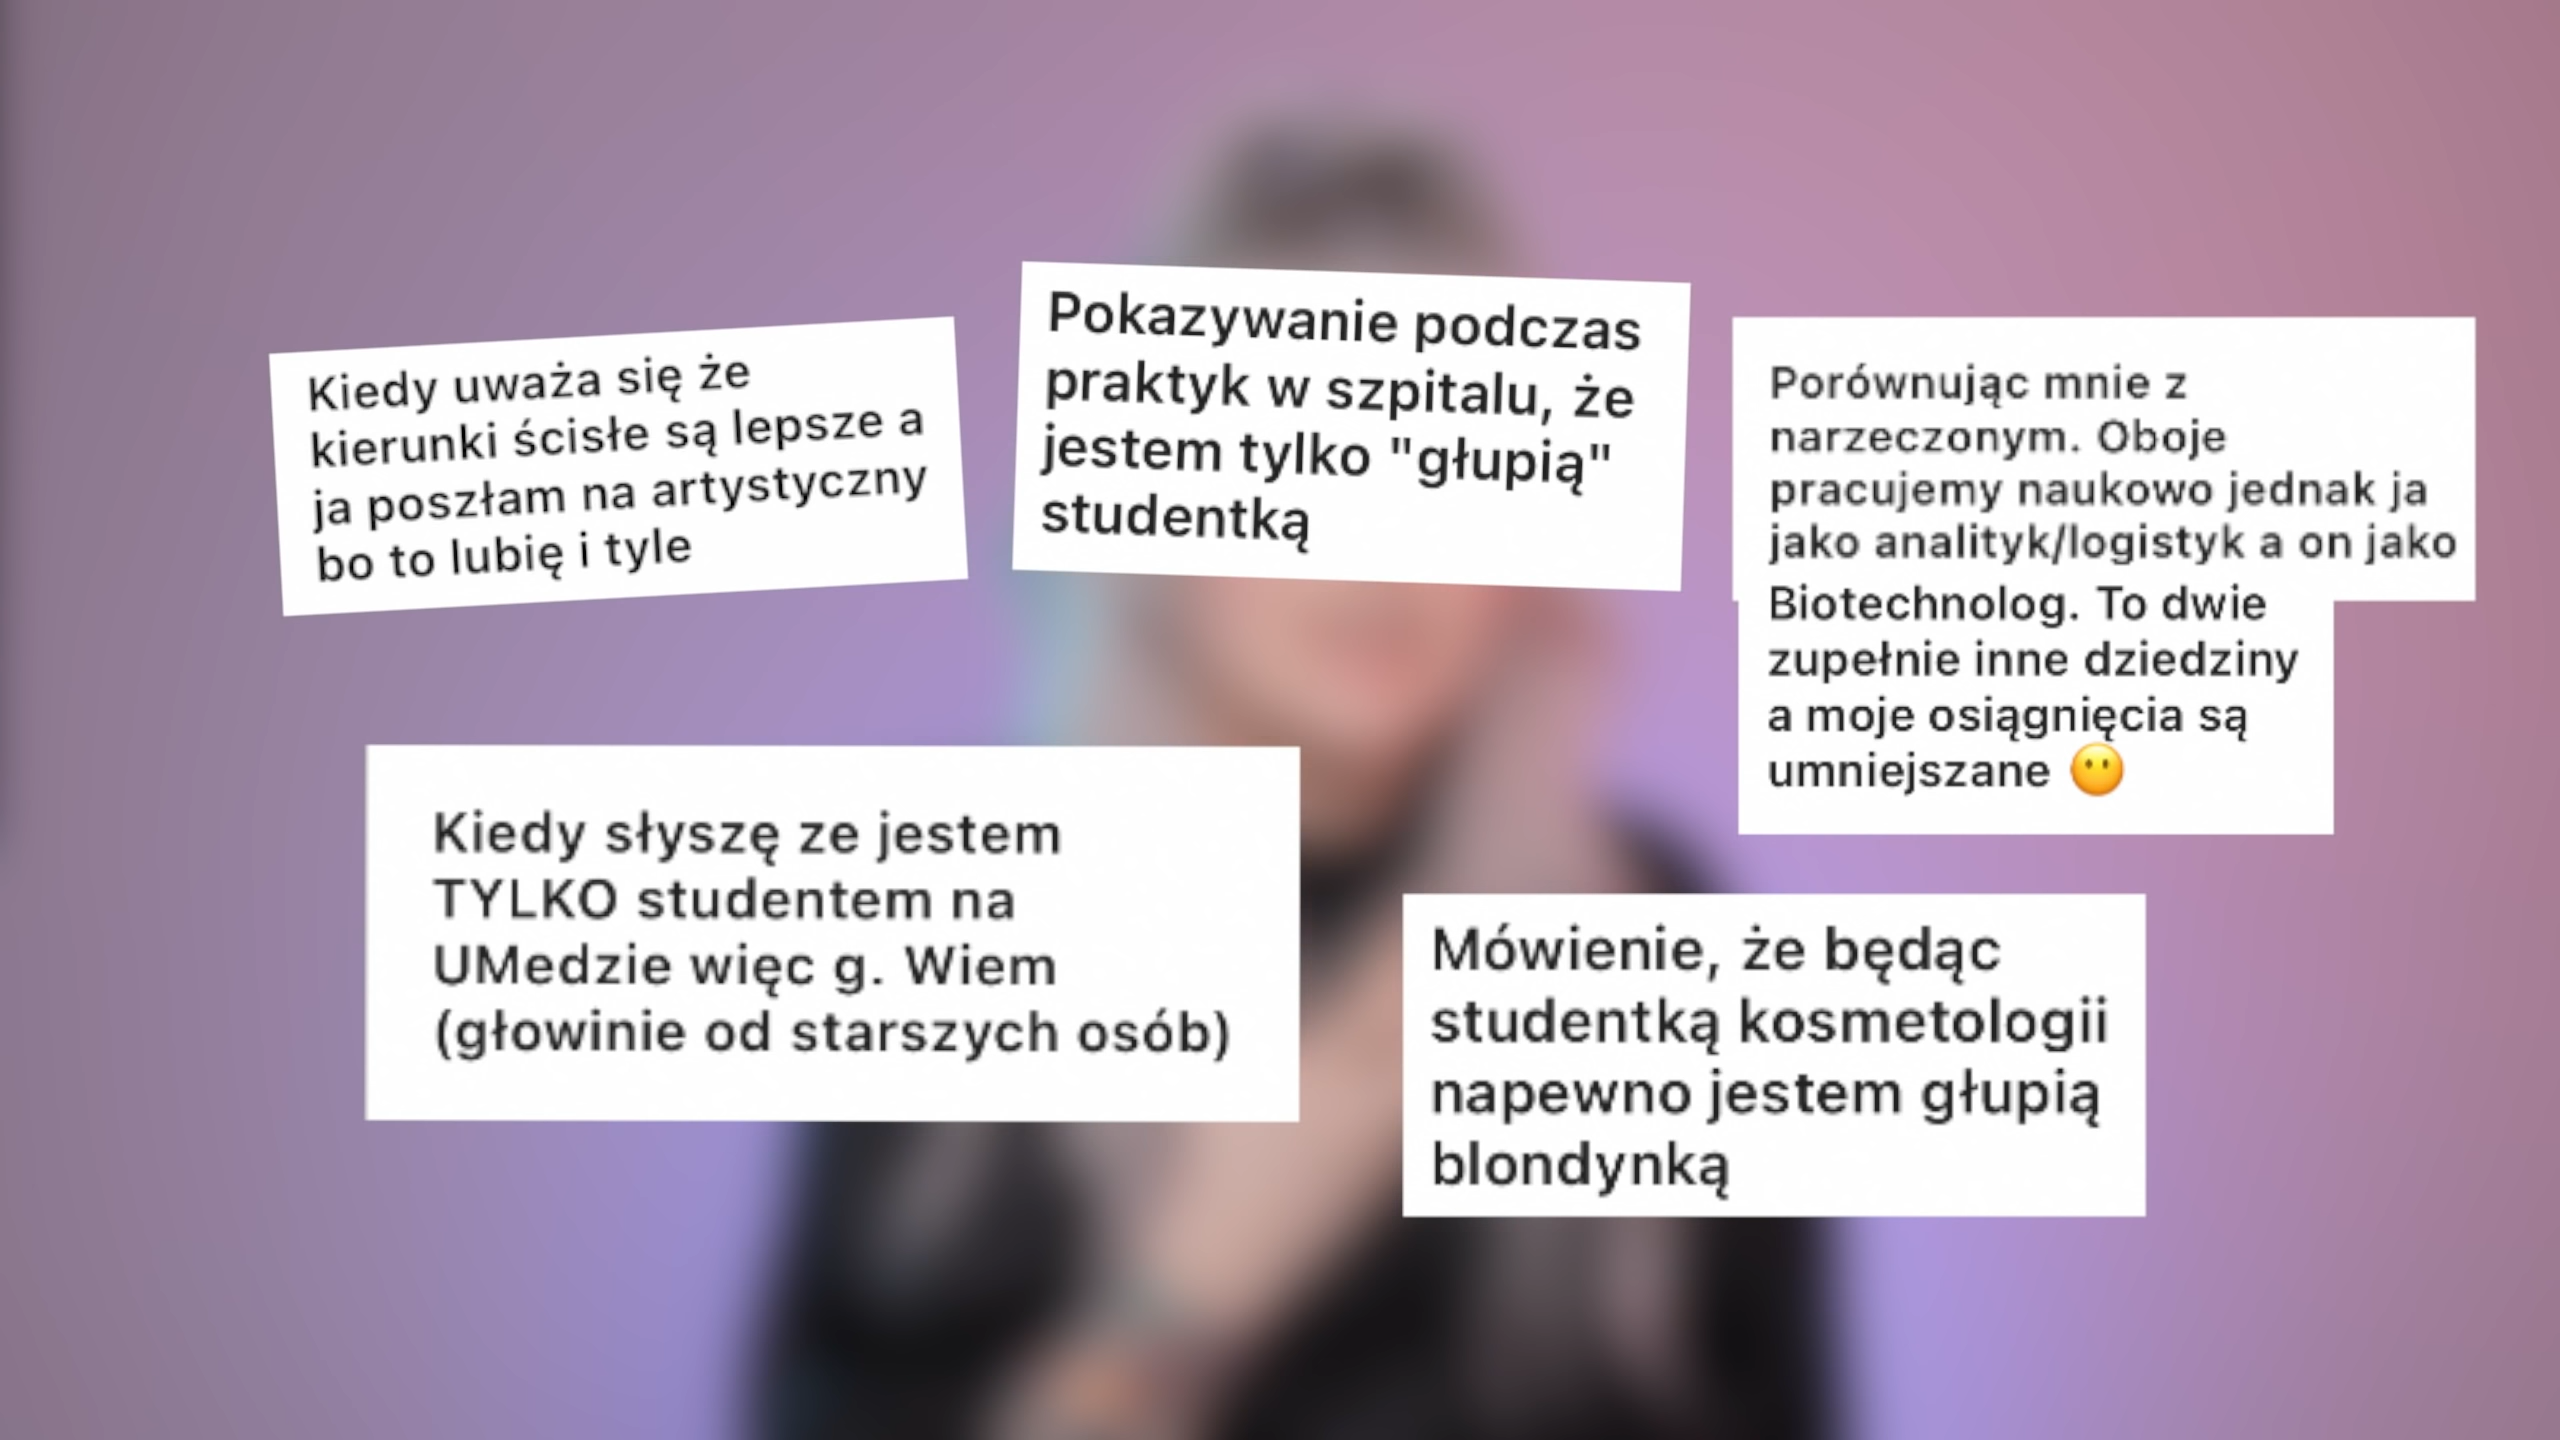 Kiedy uważa się że
kierunki ścisłe są lepsze a
ja poszłam na artystyczny
bo to lubię i tyle
Pokazywanie podczas
praktyk w szpitalu, że
jestem tylko "głupią"
studentką
Porównując mnie z
narzeczonym. Oboje
pracujemy naukowo jednak ja
jako analityk/logistyk a on jako
Biotechnolog. To dwie
zupełnie inne dziedziny
a moje osiągnięcia są
umniejszane 😶
Kiedy słyszę ze jestem
TYLKO studentem na
UMedzie więc g. Wiem
(głowinie od starszych osób)
Mówienie, że będąc
studentką kosmetologii
napewno jestem głupią
blondynką